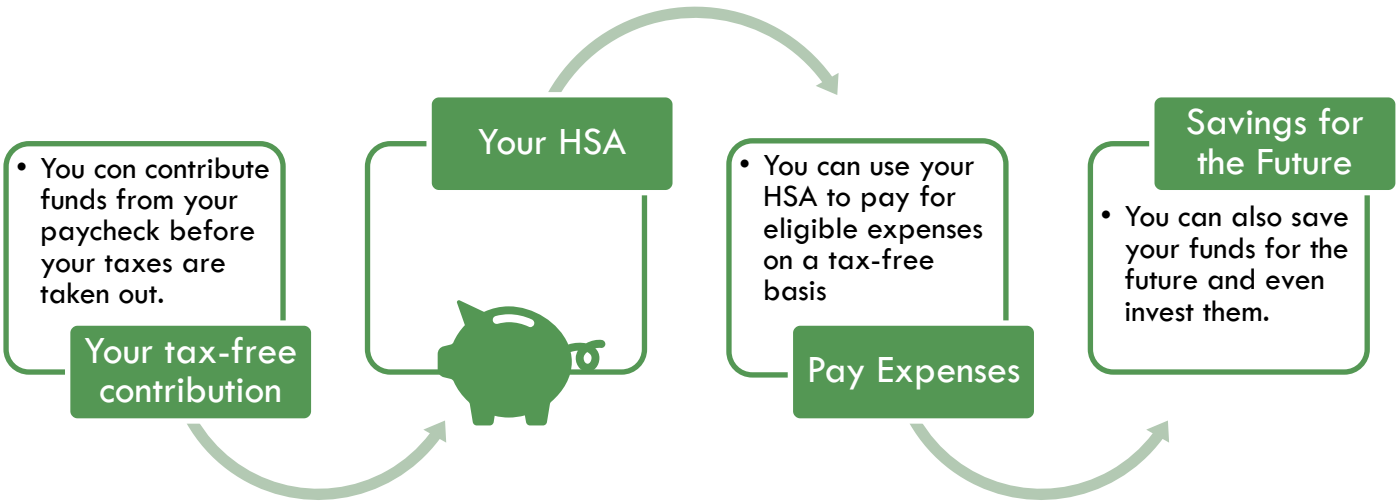 • You con contribute
funds from your
paycheck before
your taxes are
taken out.
Your tax-free
contribution
Your HSA
• You can use your
HSA to pay for
eligible expenses
on a tax-free
basis
Pay Expenses
Savings for
the Future
• You can also save
your funds for the
future and even
invest them.